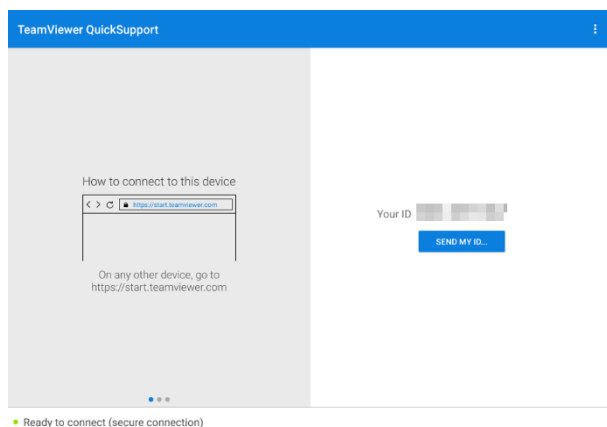 TeamViewer QuickSupport
How to connect to this device
https://start.teamviewer.com
On any other device, go to
https://start.teamviewer.com
Your ID
SEND MY ID...
Ready to connect (secure connection)